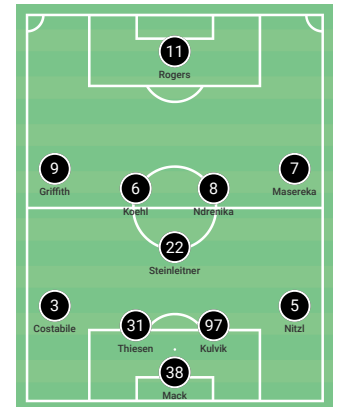 11
Rogers
9
Griffith
6
Koehl
8
Ndrenika
7
Masereka
22
Steinleitner
3
Costabile
31
Thiesen
97
Kulvik
5
Nitzl
38
Mack